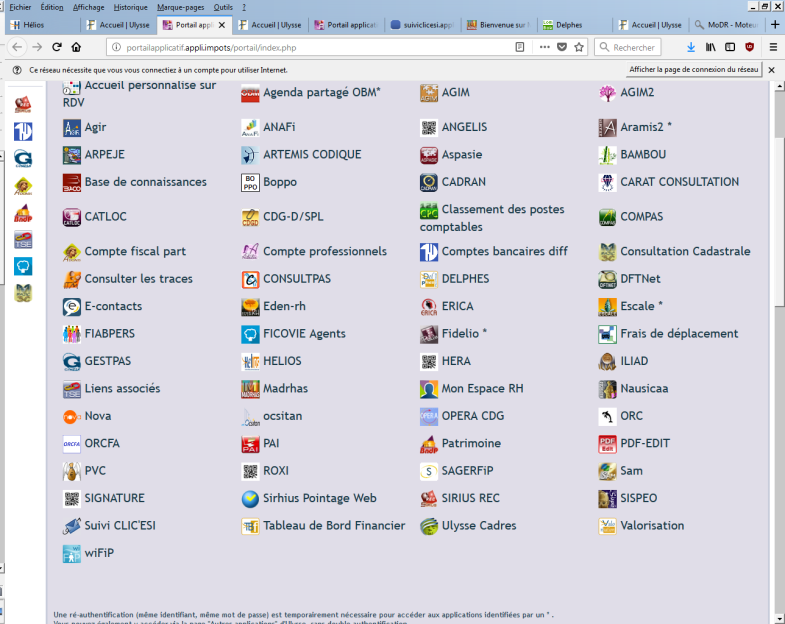 Fichier Édition Affichage Historique Marque-pages Outils ?
Hélios Accueil | Ulysse Portail appl Accueil | Ulysse Portail applicat suiviclicesi.appli Bienvenue sur Delphes Accueil | Ulysse MoDR - Moteu
portailapplicatif.appli.impots/portail/index.php Rechercher
Ce réseau nécessite que vous vous connectiez à un compte pour utiliser Internet. Afficher la page de connexion du réseau
Accueil personnalisé sur RDV Agenda partagé OBM* AGIM AGIM2
Agir ANAFi ANGELIS Aramis2 *
ARPEJE ARTEMIS CODIQUE Aspasie BAMBOU
Base de connaissances Boppo CADRAN CARAT CONSULTATION
CATLOC CDG-D/SPL Classement des postes comptables COMPAS
Compte fiscal part Compte professionnels Comptes bancaires diff Consultation Cadastrale
Consulter les traces CONSULTPAS DELPHES DFTNet
E-contacts Eden-rh ERICA Escale *
FIABPERS FICOVIE Agents Fidelio * Frais de déplacement
GESTPAS HELIOS HERA ILIAD
Liens associés Madrhas Mon Espace RH Nausicaa
Nova ocsitan OPERA CDG ORC
ORCFA PAI Patrimoine PDF-EDIT
PVC ROXI SAGERFiP Sam
SIGNATURE Sirhius Pointage Web SIRIUS REC SISPEO
Suivi CLIC'ESI Tableau de Bord Financier Ulysse Cadres Valorisation
wiFiP
Une ré-authentification (même identifiant, même mot de passe) est temporairement nécessaire pour accéder aux applications identifiées par un * .
Vous pouvez également y accéder via la page "Autres applications" d'Ulysse, sans double authentification